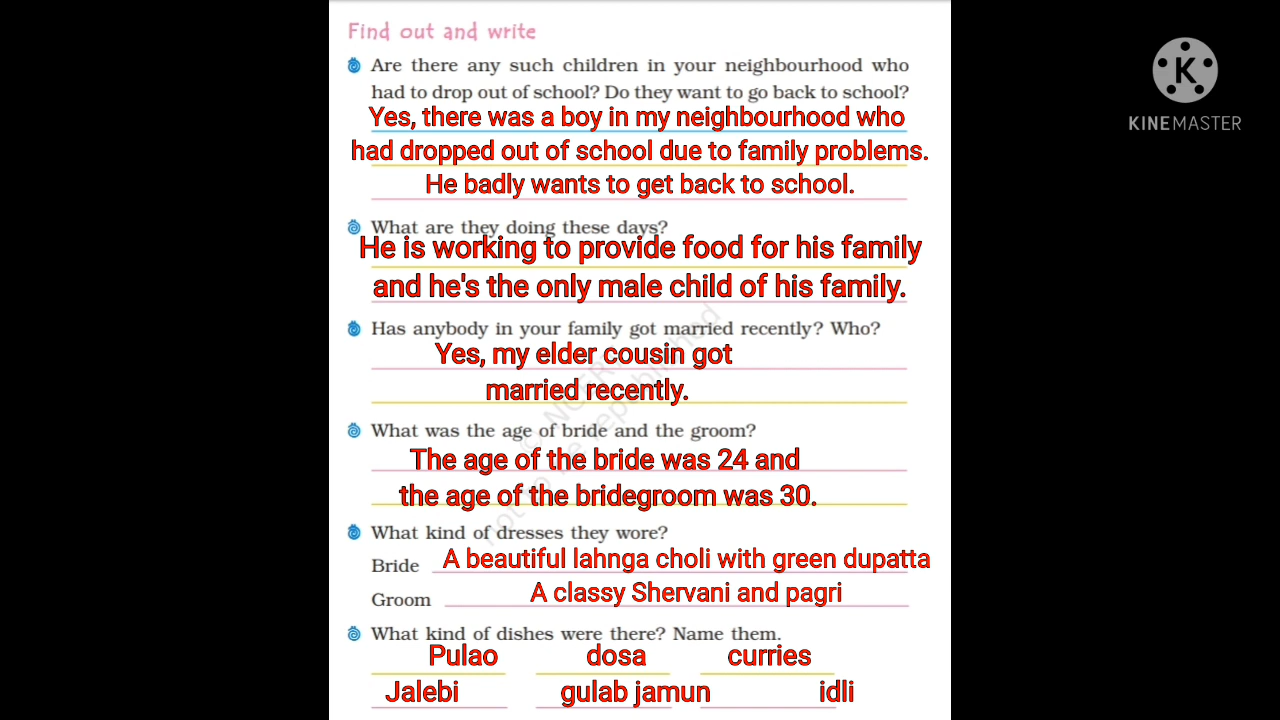 Find out and write
Are there any such children in your neighbourhood who
had to drop out of school? Do they want to go back to school?
Yes, there was a boy in my neighbourhood who
had dropped out of school due to family problems.
He badly wants to get back to school.
What are they doing these days?
He is working to provide food for his family
and he's the only male child of his family.
Has anybody in your family got married recently? Who?
Yes, my elder cousin got
married recently.
What was the age of bride and the groom?
The age of the bride was 24 and
the age of the bridegroom was 30.
What kind of dresses they wore?
Bride A beautiful lahnga choli with green dupatta
Groom A classy Shervani and pagri
What kind of dishes were there? Name them.
Pulao dosa curries
Jalebi gulab jamun idli
K
KINEMASTER
© NCERT
not to be republished